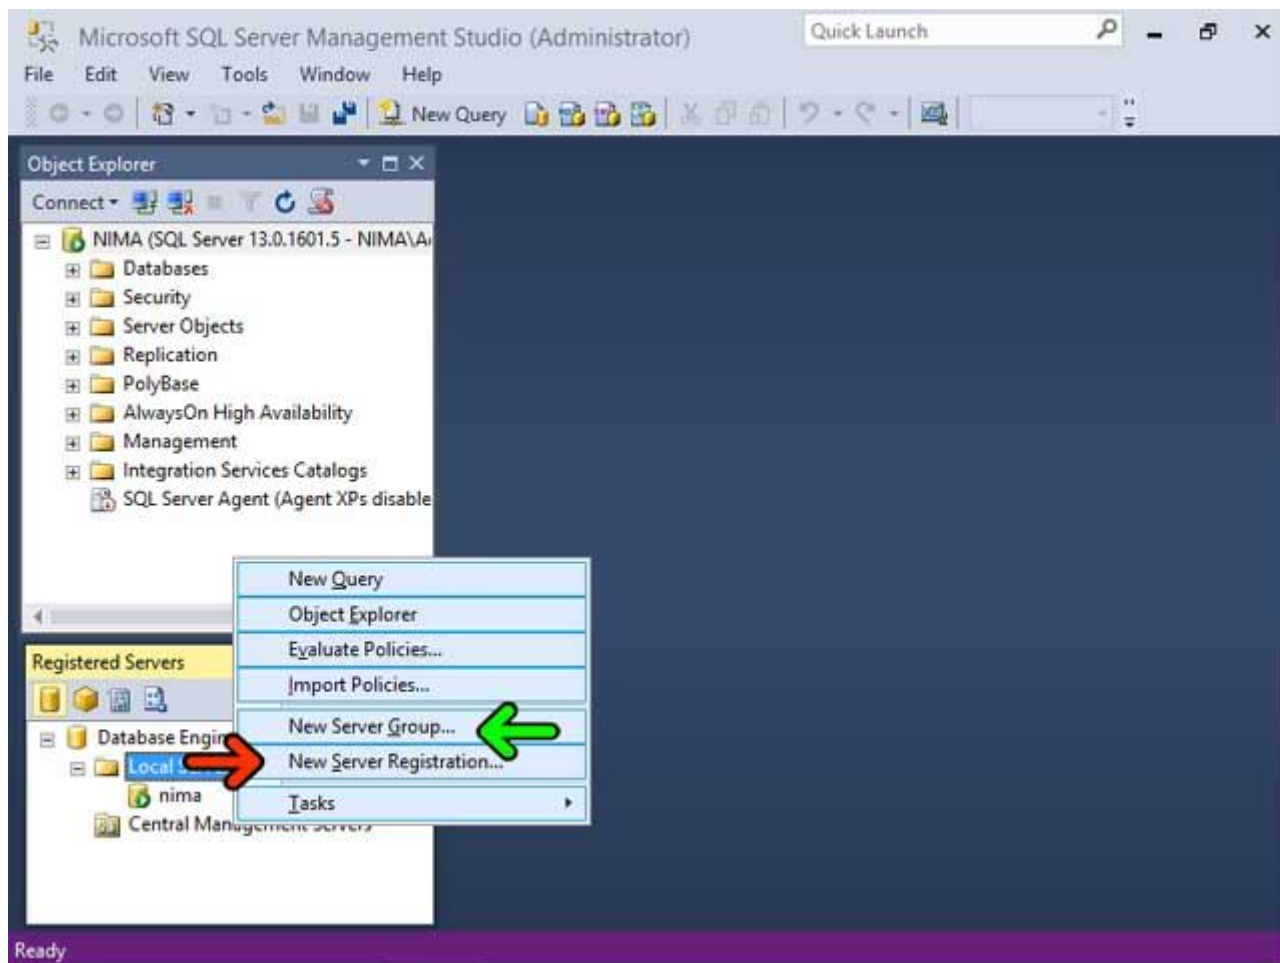 Microsoft SQL Server Management Studio (Administrator)
Quick Launch
File Edit View Tools Window Help
New Query
Object Explorer
Connect
NIMA (SQL Server 13.0.1601.5 - NIMA\A
Databases
Security
Server Objects
Replication
PolyBase
AlwaysOn High Availability
Management
Integration Services Catalogs
SQL Server Agent (Agent XPs disable
New Query
Object Explorer
Evaluate Policies...
Import Policies...
New Server Group...
New Server Registration...
Tasks
Registered Servers
Database Engin
Local
nima
Central Management Servers
Ready